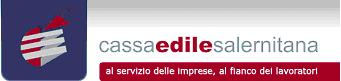 cassaedilesalernitana
al servizio delle imprese, al fianco dei lavoratori